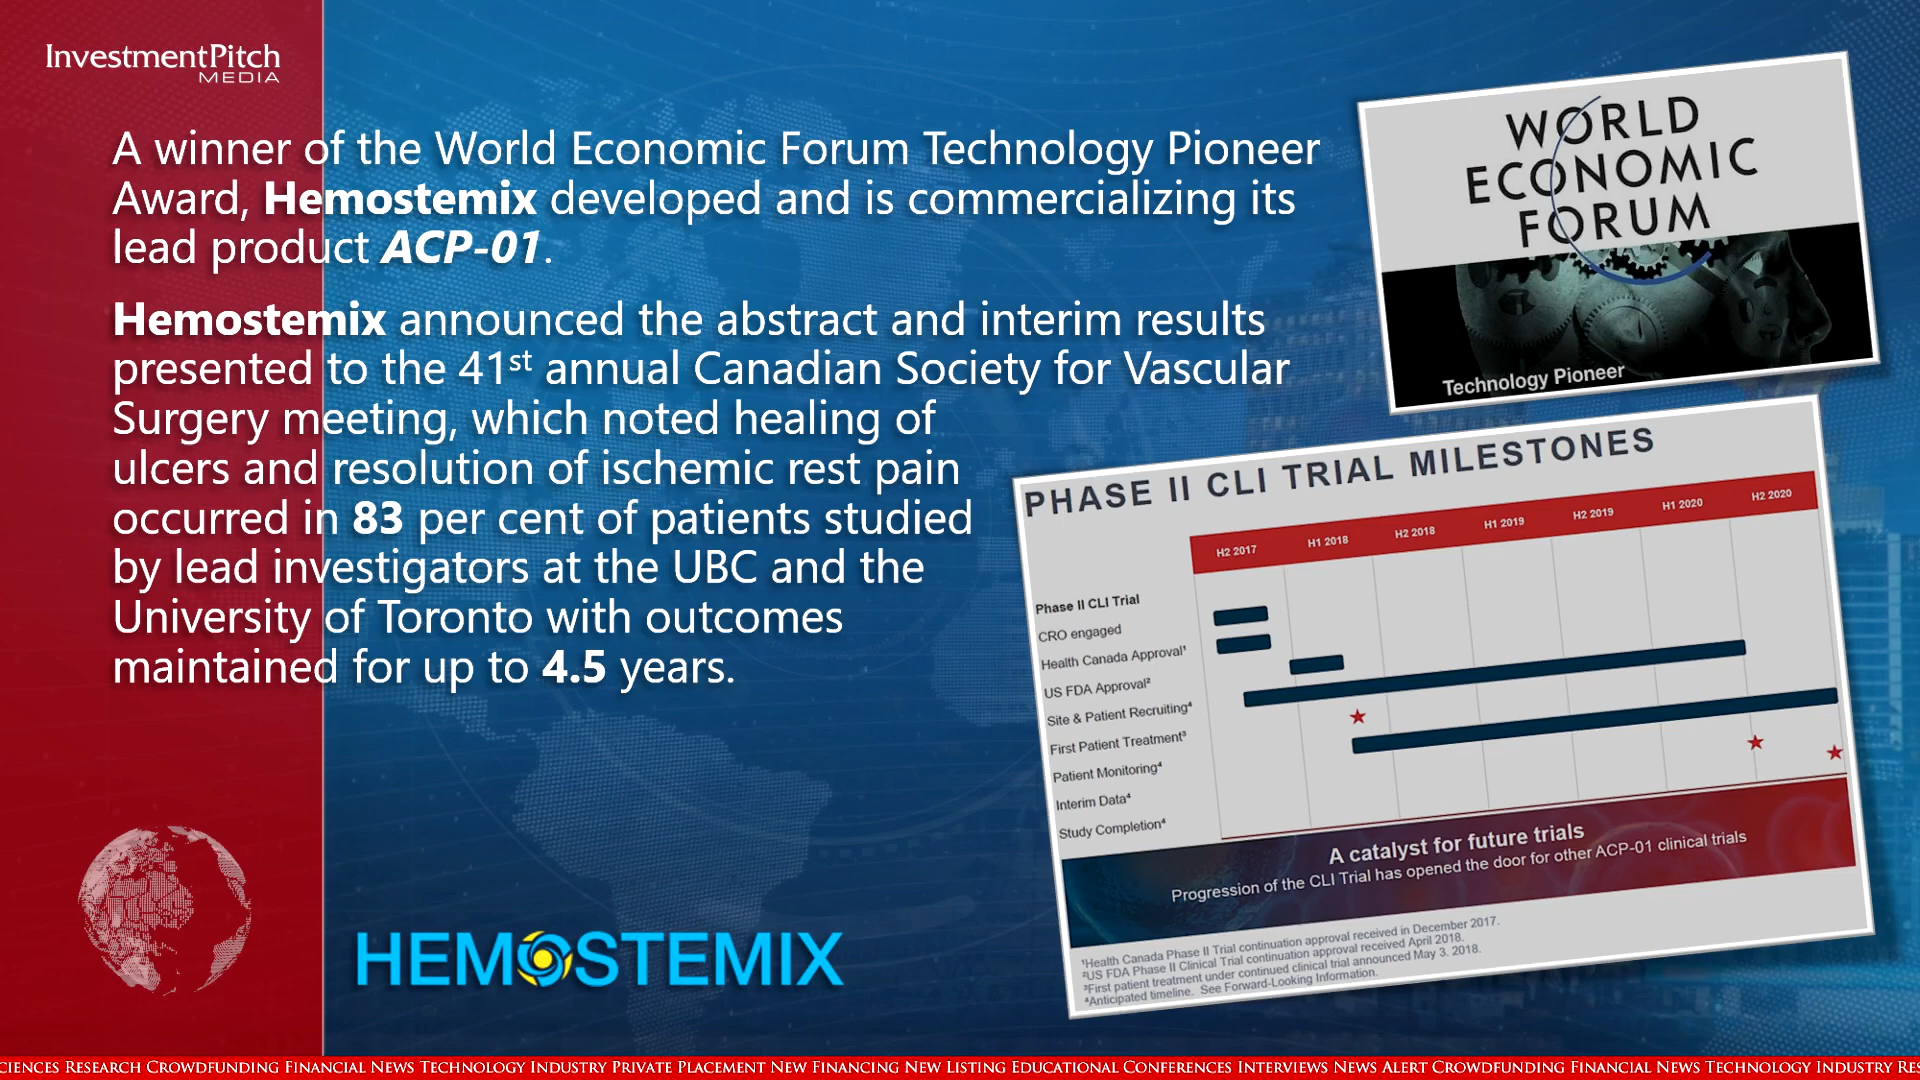 InvestmentPitch
MEDIA
A winner of the World Economic Forum Technology Pioneer
Award, Hemostemix developed and is commercializing its
lead product ACP-01.
Hemostemix announced the abstract and interim results
presented to the 41st annual Canadian Society for Vascular
Surgery meeting, which noted healing of
ulcers and resolution of ischemic rest pain
occurred in 83 per cent of patients studied
by lead investigators at the UBC and the
University of Toronto with outcomes
maintained for up to 4.5 years.
WORLD
ECONOMIC
FORUM
Technology Pioneer
PHASE II CLI TRIAL MILESTONES
H2 2017 H1 2018 H2 2018 H1 2019 H2 2019 H1 2020 H2 2020
Phase II CLI Trial
CRO engaged
Health Canada Approval¹
US FDA Approval²
Site & Patient Recruiting⁴
First Patient Treatment³
Patient Monitoring⁴
Interim Data⁴
Study Completion⁴
A catalyst for future trials
Progression of the CLI Trial has opened the door for other ACP-01 clinical trials
¹Health Canada Phase II Trial continuation approval received in December 2017.
²US FDA Phase II Clinical Trial continuation approval received April 2018.
³First patient treatment under continued clinical trial announced May 3. 2018.
⁴Anticipated timeline. See Forward-Looking Information.
HEMOSTEMIX
CIENCES RESEARCH CROWDFUNDING FINANCIAL NEWS TECHNOLOGY INDUSTRY PRIVATE PLACEMENT NEW FINANCING NEW LISTING EDUCATIONAL CONFERENCES INTERVIEWS NEWS ALERT CROWDFUNDING FINANCIAL NEWS TECHNOLOGY INDUSTRY RES